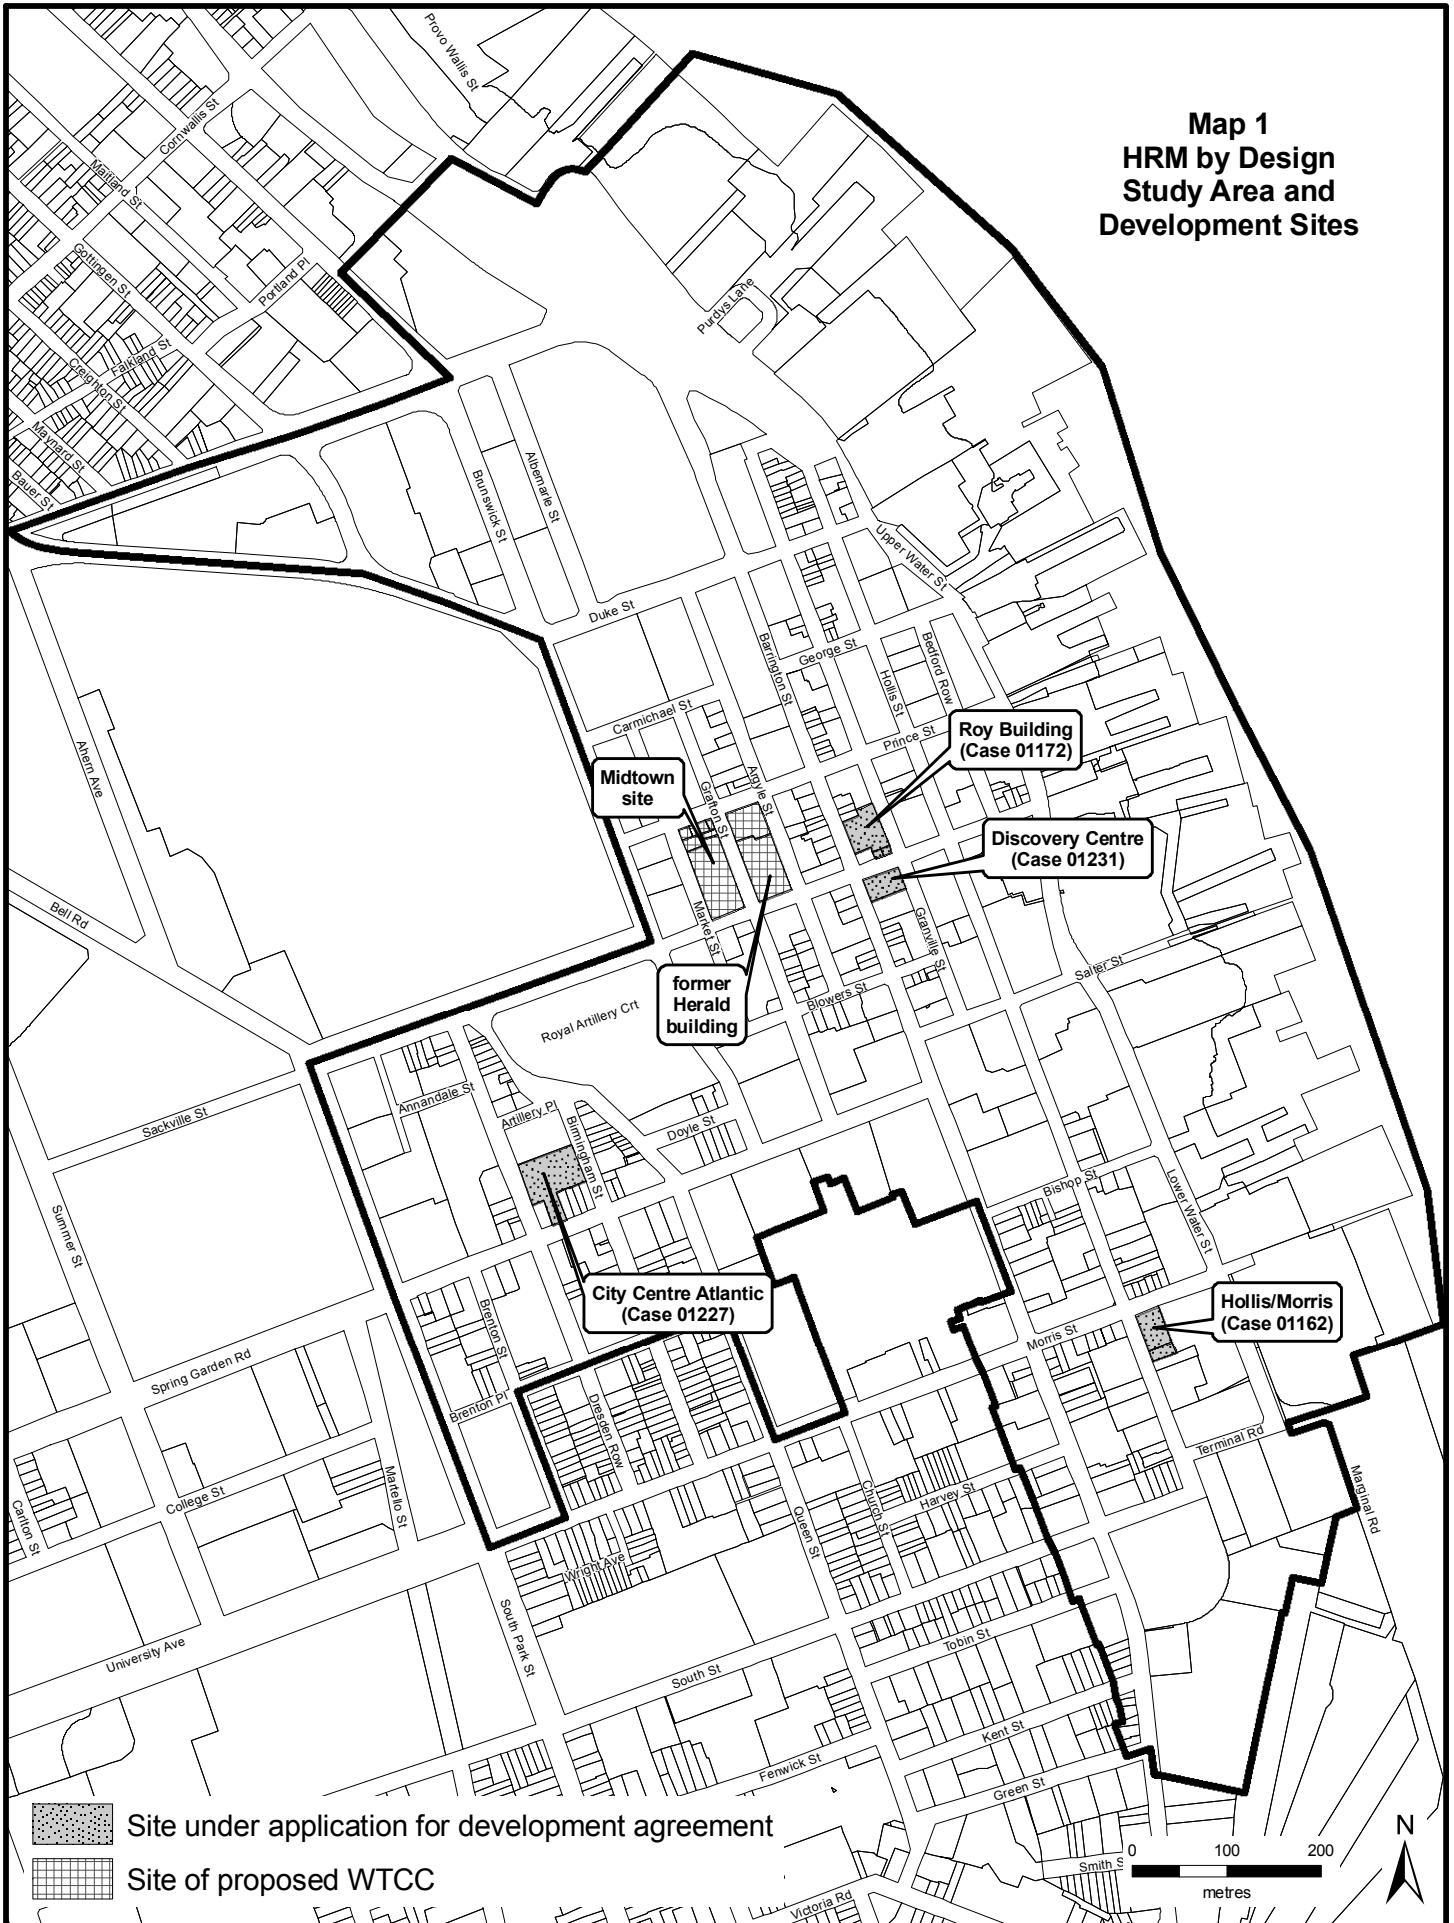 Map 1
HRM by Design
Study Area and
Development Sites
Provo Wallis St
Cornwallis St
Maitland St
Gottingen St
Portland Pl
Falkland St
Creighton St
Maynard St
Bauer St
Purdys Lane
Brunswick St
Albemarle St
Upper Water St
Duke St
Barrington St
George St
Hollis St
Bedford Row
Carmichael St
Prince St
Ahern Ave
Argyle St
Grafton St
Midtown
site
Roy Building
(Case 01172)
Discovery Centre
(Case 01231)
Bell Rd
Market St
Granville St
Salter St
former
Herald
building
Blowers St
Royal Artillery Crt
Annandale St
Artillery Pl
Birmingham St
Doyle St
Sackville St
Summer St
Bishop St
Lower Water St
City Centre Atlantic
(Case 01227)
Hollis/Morris
(Case 01162)
Morris St
Brenton St
Spring Garden Rd
Brenton Pl
Dresden Row
Terminal Rd
Marginal Rd
College St
Martello St
Carlton St
Queen St
Church St
Harvey St
Wright Ave
South Park St
University Ave
South St
Tobin St
Kent St
Fenwick St
Green St
Smith S
Victoria Rd
Site under application for development agreement
Site of proposed WTCC
0 100 200
metres
N